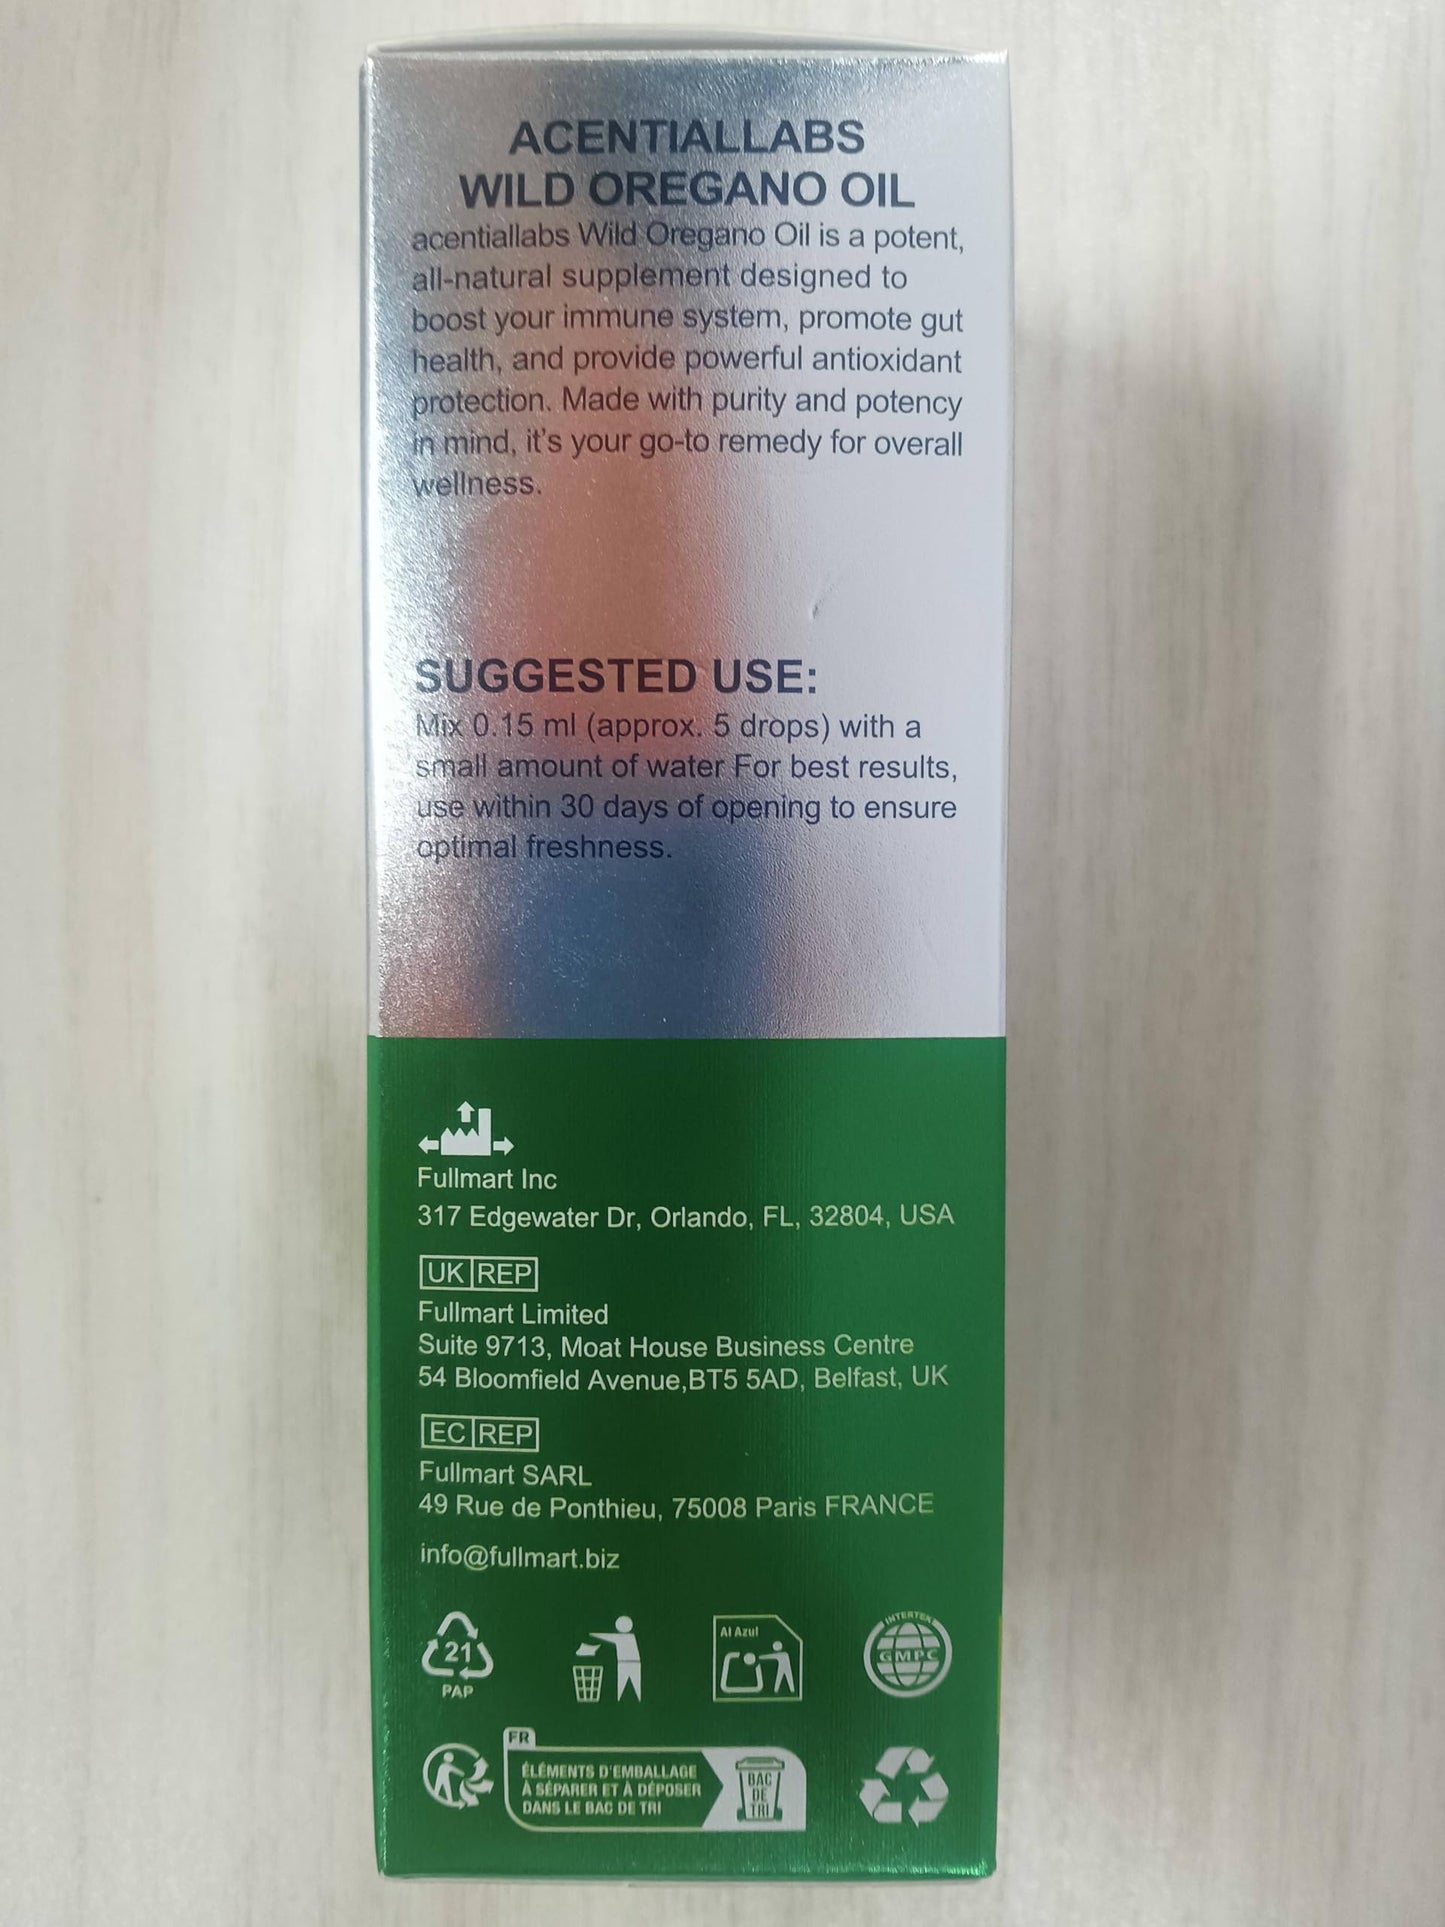 ACENTIALLABS
WILD OREGANO OIL
acentiallabs Wild Oregano Oil is a potent,
all-natural supplement designed to
boost your immune system, promote gut
health, and provide powerful antioxidant
protection. Made with purity and potency
in mind, it's your go-to remedy for overall
wellness.
SUGGESTED USE:
Mix 0.15 ml (approx. 5 drops) with a
small amount of water For best results,
use within 30 days of opening to ensure
optimal freshness.
Fullmart Inc
317 Edgewater Dr, Orlando, FL, 32804, USA
UK REP
Fullmart Limited
Suite 9713, Moat House Business Centre
54 Bloomfield Avenue,BT5 5AD, Belfast, UK
EC REP
Fullmart SARL
49 Rue de Ponthieu, 75008 Paris FRANCE
info@fullmart.biz
21
PAP
Al Azul
INTERTEK
GMPC
FR
ÉLÉMENTS D'EMBALLAGE
À SÉPARER ET À DÉPOSER
DANS LE BAC DE TRI
BAC
DE
TRI